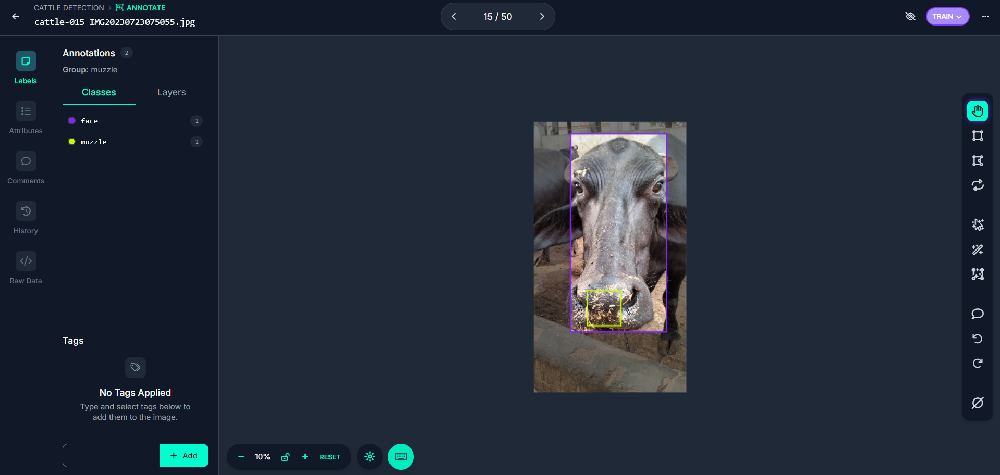 CATTLE DETECTION > ANNOTATE
cattle-015_IMG20230723075055.jpg
15 / 50
TRAIN
Labels
Attributes
Comments
History
Raw Data
Annotations 2
Group: muzzle
Classes Layers
face 1
muzzle 1
Tags
No Tags Applied
Type and select tags below to
add them to the image.
+ Add
− 10% + RESET